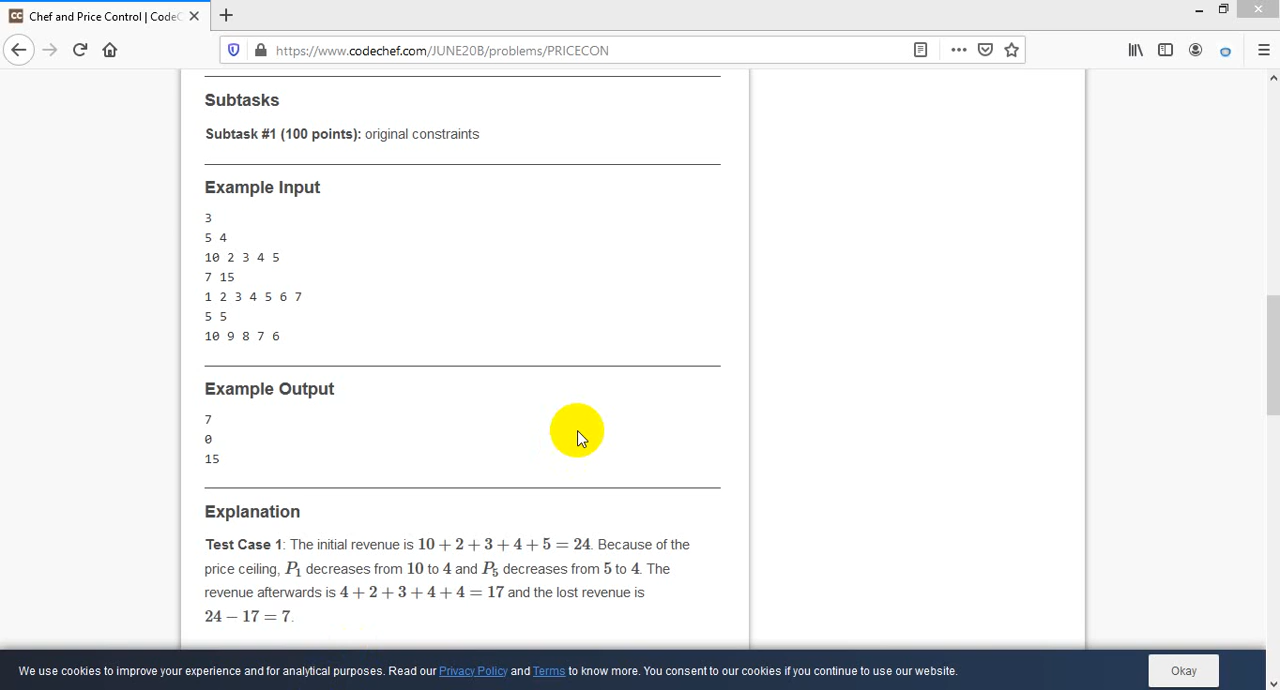 Chef and Price Control | CodeC
https://www.codechef.com/JUNE20B/problems/PRICECON
Subtasks
Subtask #1 (100 points): original constraints
Example Input
3
5 4
10 2 3 4 5
7 15
1 2 3 4 5 6 7
5 5
10 9 8 7 6
Example Output
7
0
15
Explanation
Test Case 1: The initial revenue is 10 + 2 + 3 + 4 + 5 = 24. Because of the
price ceiling, P1 decreases from 10 to 4 and P5 decreases from 5 to 4. The
revenue afterwards is 4 + 2 + 3 + 4 + 4 = 17 and the lost revenue is
24 − 17 = 7.
We use cookies to improve your experience and for analytical purposes. Read our Privacy Policy and Terms to know more. You consent to our cookies if you continue to use our website.
Okay